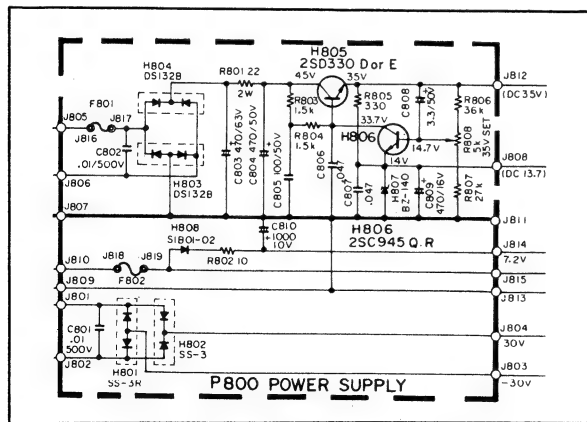 H805
2SD330 D or E
H804
DS132B
R801 22
2W
45V
35V
J812
(DC 35V)
J805
F801
J817
J816
C802
.01/500V
J806
H803
DS132B
C803 470/63V
C804 470/50V
R803
1.5k
R804
1.5k
C805 100/50V
C806
.047
R805
330
33.7V
H806
C808
3.3/50V
14.7V
14V
R806
36k
R808
5k
35V SET
J808
(DC 13.7)
C807
.047
H807
BZ-140
C809
470/16V
R807
27k
J807
J811
H808
SIB01-02
C810
1000
10V
H806
2SC945 Q.R
J814
7.2V
J810
J818
J819
F802
R802 10
J809
J815
J813
J801
C801
.01
500V
J802
H801
SS-3R
H802
SS-3
J804
30V
J803
-30V
P800 POWER SUPPLY